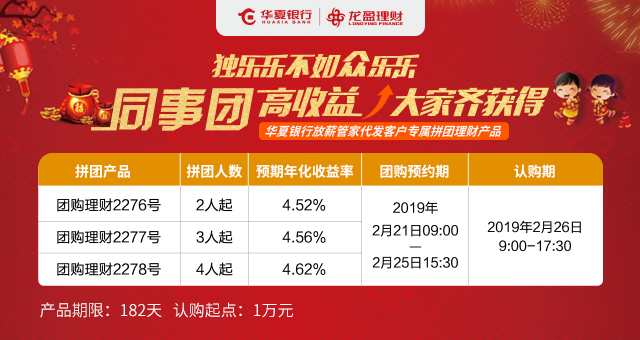 华夏银行 龙盈理财
HUAXIA BANK LONGYING FINANCE
独乐乐不如众乐乐
同事团 高收益 大家齐获得
华夏银行放薪管家代发客户专属拼团理财产品
拼团产品 拼团人数 预期年化收益率 团购预约期 认购期
团购理财2276号 2人起 4.52%
团购理财2277号 3人起 4.56%
团购理财2278号 4人起 4.62%
2019年
2月21日09:00
—
2月25日15:30
2019年2月26日
9:00-17:30
产品期限：182天 认购起点：1万元